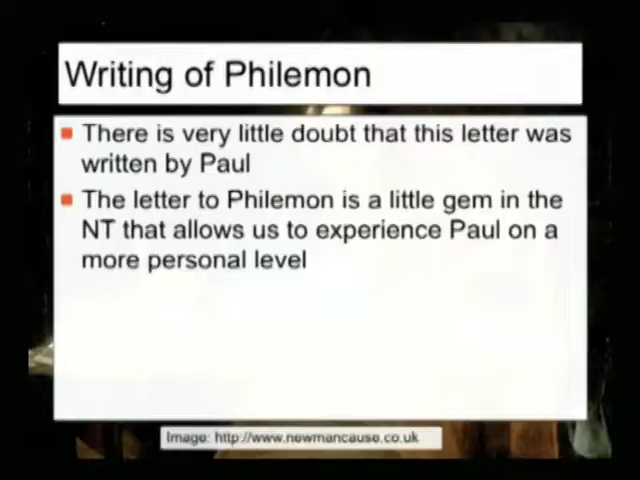 Writing of Philemon
There is very little doubt that this letter was
written by Paul
The letter to Philemon is a little gem in the
NT that allows us to experience Paul on a
more personal level
Image: http://www.newmancause.co.uk